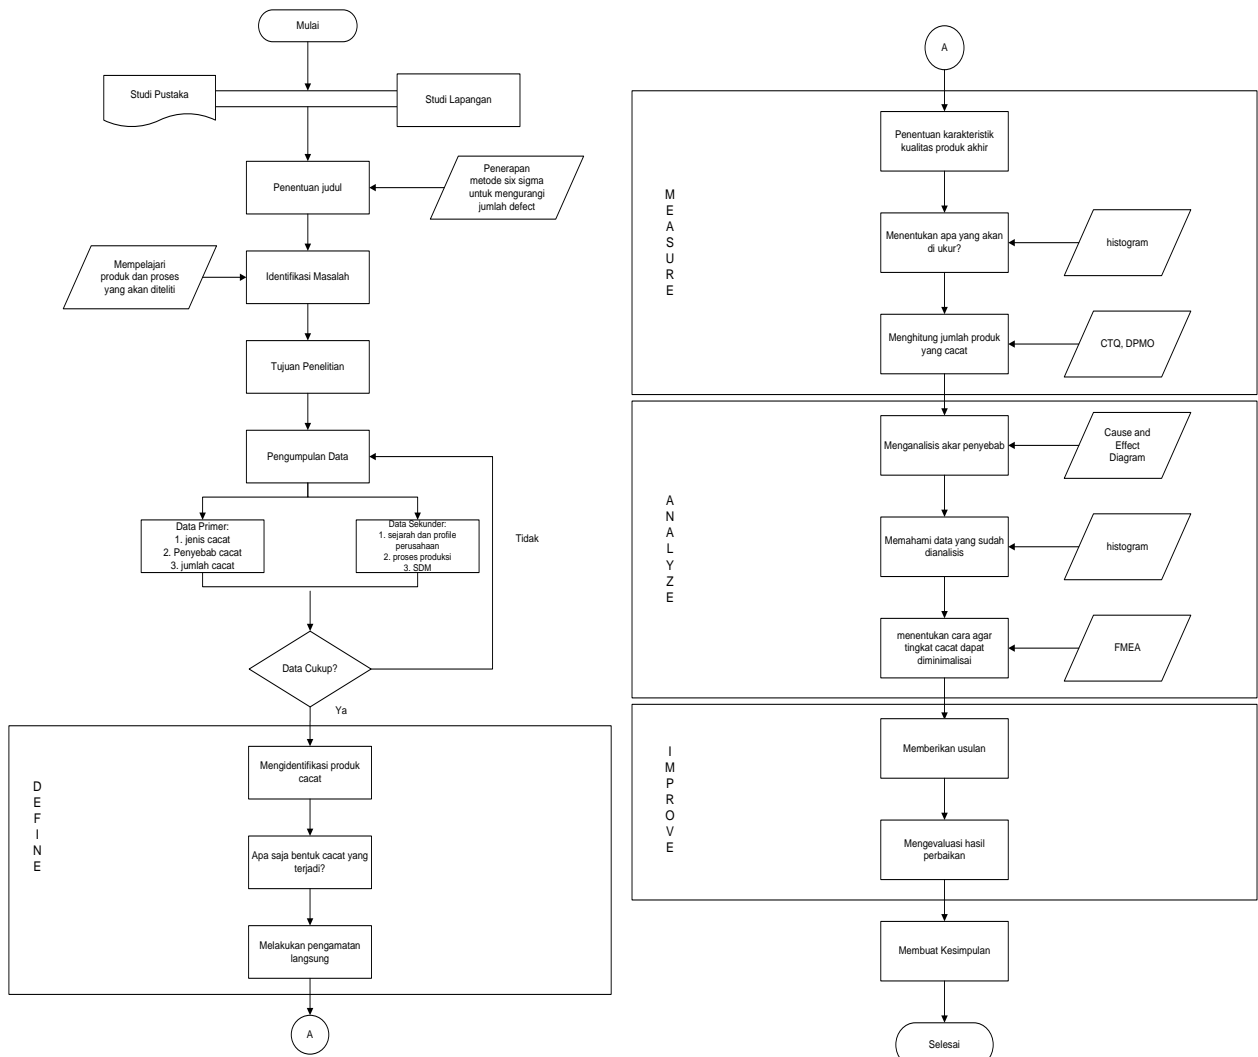 Mulai
Studi Pustaka
Studi Lapangan
Penentuan judul
Penerapan
metode six sigma
untuk mengurangi
jumlah defect
Mempelajari
produk dan proses
yang akan diteliti
Identifikasi Masalah
Tujuan Penelitian
Pengumpulan Data
Data Primer:
1. jenis cacat
2. Penyebab cacat
3. jumlah cacat
Data Sekunder:
1. sejarah dan profile
perusahaan
2. proses produksi
3. SDM
Tidak
Data Cukup?
Ya
D
E
F
I
N
E
Mengidentifikasi produk
cacat
Apa saja bentuk cacat yang
terjadi?
Melakukan pengamatan
langsung
A
A
M
E
A
S
U
R
E
Penentuan karakteristik
kualitas produk akhir
Menentukan apa yang akan
di ukur?
histogram
Menghitung jumlah produk
yang cacat
CTQ, DPMO
A
N
A
L
Y
Z
E
Menganalisis akar penyebab
Cause and
Effect
Diagram
Memahami data yang sudah
dianalisis
histogram
menentukan cara agar
tingkat cacat dapat
diminimalisai
FMEA
I
M
P
R
O
V
E
Memberikan usulan
Mengevaluasi hasil
perbaikan
Membuat Kesimpulan
Selesai